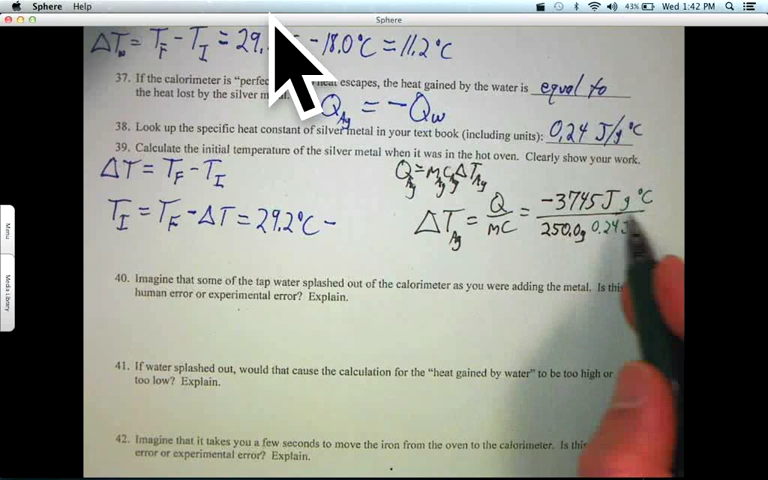 Sphere Help 43% Wed 1:42 PM
Sphere
ΔTw = TF - TI = 29. - 18.0°C = 11.2°C
37. If the calorimeter is "perfec heat escapes, the heat gained by the water is equal to
the heat lost by the silver m QAg = -Qw
38. Look up the specific heat constant of silver metal in your text book (including units): 0.24 J/g°C
39. Calculate the initial temperature of the silver metal when it was in the hot oven. Clearly show your work.
ΔT = TF - TI
QAg = mAg CAg ΔTAg
TI = TF - ΔT = 29.2°C -
ΔTAg = Q/MC = -3745J g °C
250.0g 0.24J
Menu
Media Library
40. Imagine that some of the tap water splashed out of the calorimeter as you were adding the metal. Is this
human error or experimental error? Explain.
41. If water splashed out, would that cause the calculation for the "heat gained by water" to be too high or
too low? Explain.
42. Imagine that it takes you a few seconds to move the iron from the oven to the calorimeter. Is this
error or experimental error? Explain.